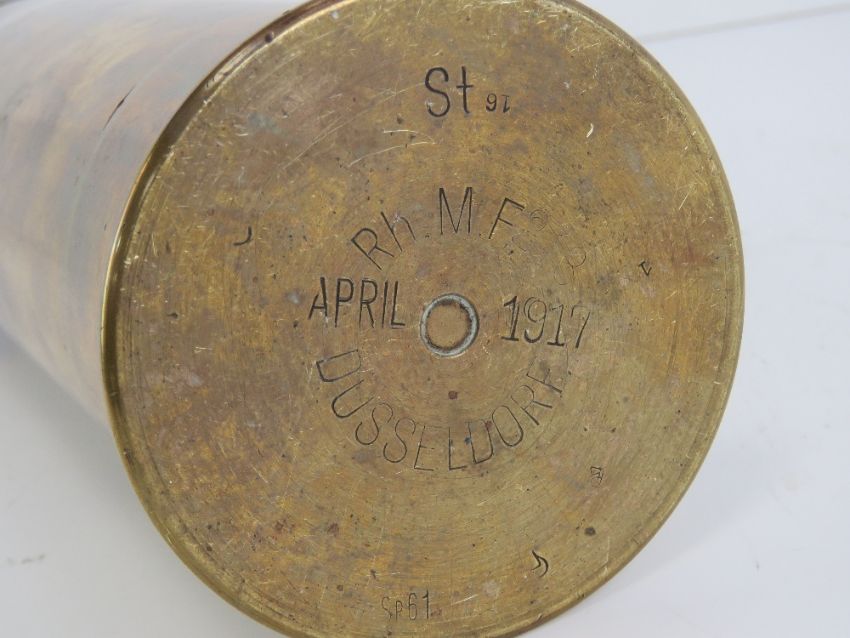 St 91
Rh. M. F.
APRIL 1917
DUSSELDORF
Sp61